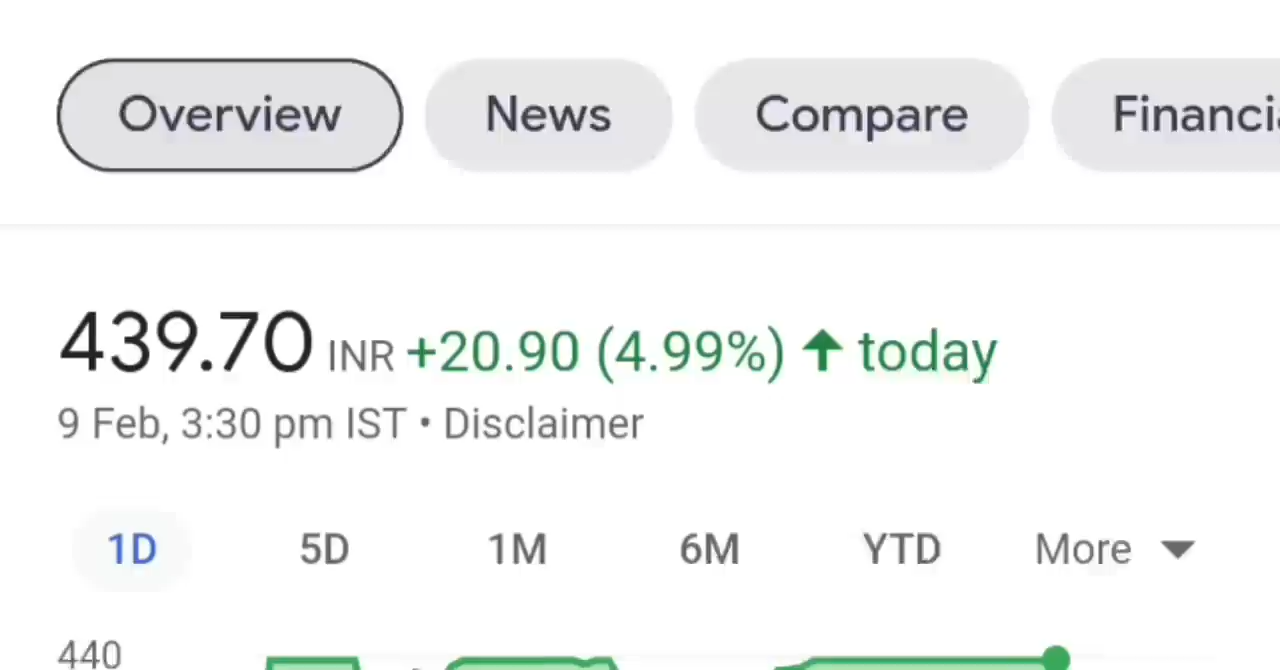 Overview News Compare Financia
439.70 INR +20.90 (4.99%) ↑ today
9 Feb, 3:30 pm IST • Disclaimer
1D 5D 1M 6M YTD More
440